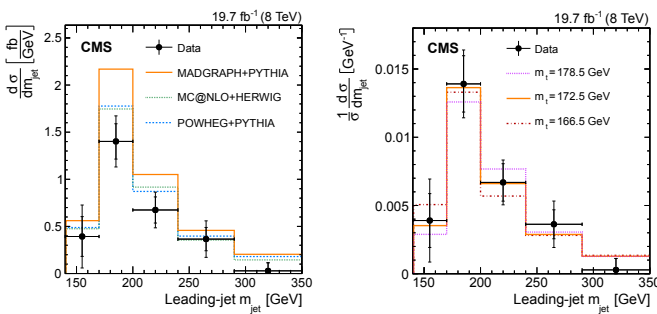 19.7 fb⁻¹ (8 TeV)
CMS
Data
MADGRAPH+PYTHIA
MC@NLO+HERWIG
POWHEG+PYTHIA
dσ/dm_jet [fb/GeV]
2.5
2
1.5
1
0.5
0
150 200 250 300 350
Leading-jet m_jet [GeV]
19.7 fb⁻¹ (8 TeV)
CMS
Data
m_t = 178.5 GeV
m_t = 172.5 GeV
m_t = 166.5 GeV
1/σ dσ/dm_jet [GeV⁻¹]
0.015
0.01
0.005
0
150 200 250 300 350
Leading-jet m_jet [GeV]